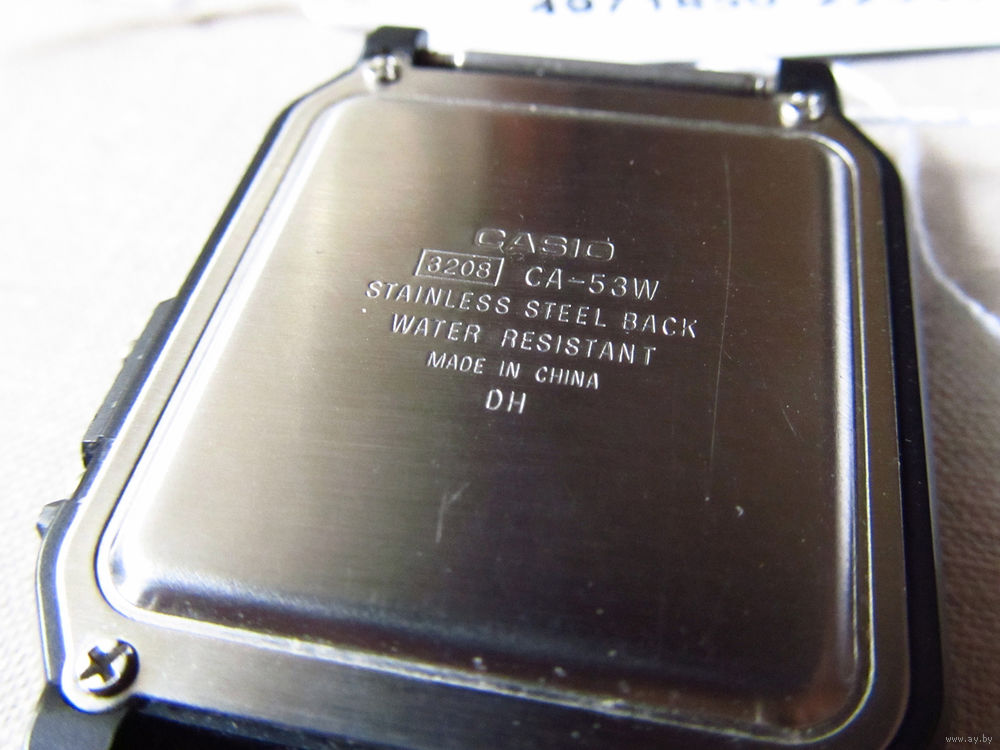 CASIO
3208 CA-53W
STAINLESS STEEL BACK
WATER RESISTANT
MADE IN CHINA
DH
www.ay.by